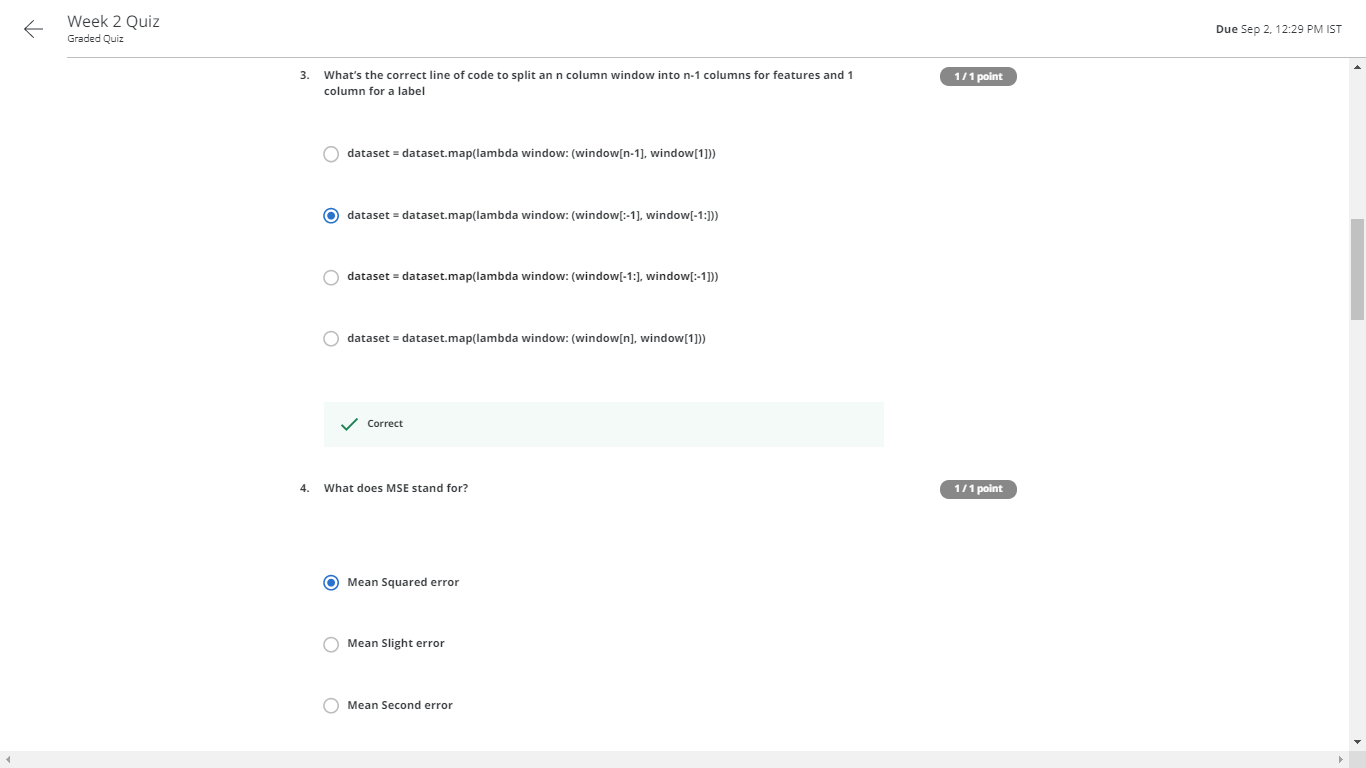 Week 2 Quiz
Graded Quiz
Due Sep 2, 12:29 PM IST
3. What's the correct line of code to split an n column window into n-1 columns for features and 1
column for a label
1 / 1 point
dataset = dataset.map(lambda window: (window[n-1], window[1]))
dataset = dataset.map(lambda window: (window[:-1], window[-1:]))
dataset = dataset.map(lambda window: (window[-1:], window[:-1]))
dataset = dataset.map(lambda window: (window[n], window[1]))
Correct
4. What does MSE stand for?
1 / 1 point
Mean Squared error
Mean Slight error
Mean Second error